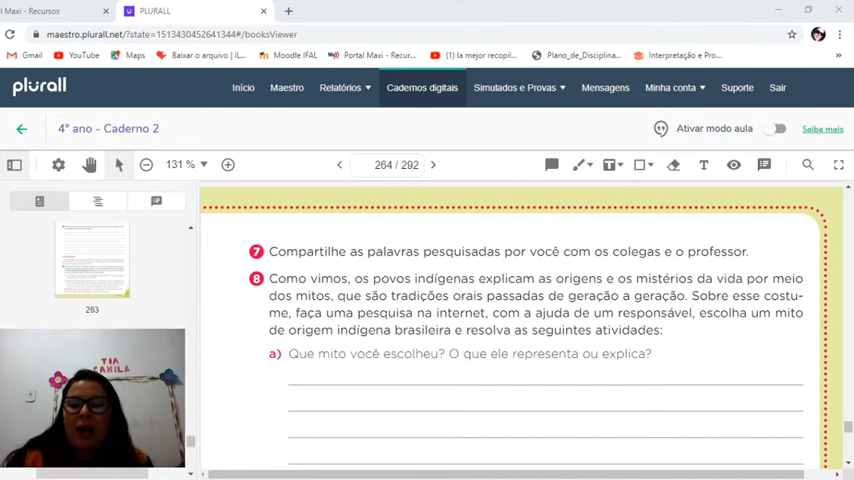 l Maxi - Recursos
PLURALL
maestro.plurall.net/?state=1513430452641344#/booksViewer
Gmail
YouTube
Maps
Baixar o arquivo | iL...
Moodle IFAL
Portal Maxi - Recur...
(1) la mejor recopil...
Plano_de_Disciplina...
Interpretação e Pro...
plurall
Início
Maestro
Relatórios
Cadernos digitais
Simulados e Provas
Mensagens
Minha conta
Suporte
Sair
4º ano - Caderno 2
Ativar modo aula
Saiba mais
131 %
264 / 292
263
TIA
CAMILA
7 Compartilhe as palavras pesquisadas por você com os colegas e o professor.
8 Como vimos, os povos indígenas explicam as origens e os mistérios da vida por meio
dos mitos, que são tradições orais passadas de geração a geração. Sobre esse costu-
me, faça uma pesquisa na internet, com a ajuda de um responsável, escolha um mito
de origem indígena brasileira e resolva as seguintes atividades:
a) Que mito você escolheu? O que ele representa ou explica?